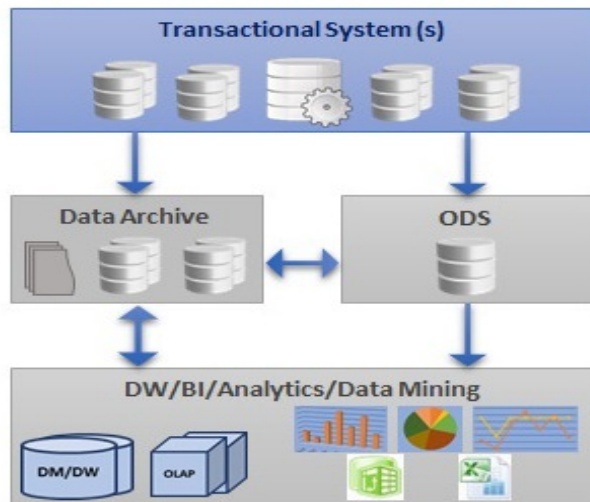 Transactional System (s)
Data Archive
ODS
DW/BI/Analytics/Data Mining
DM/DW
OLAP